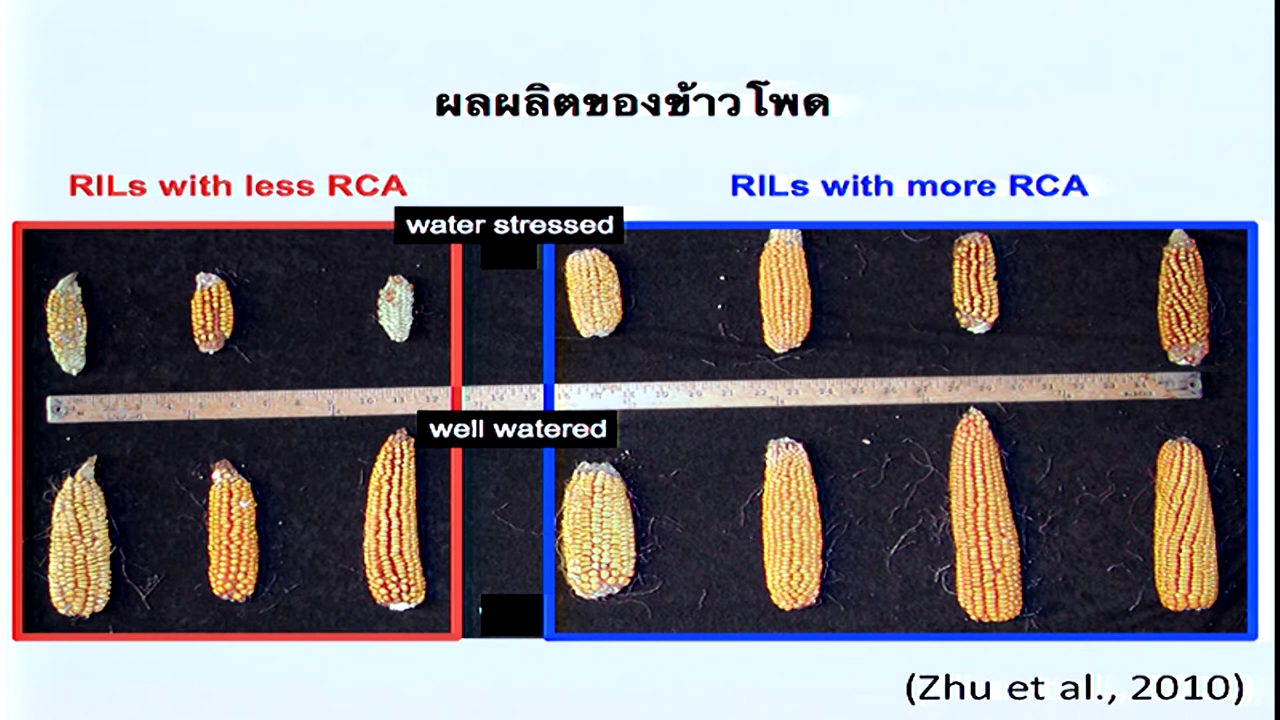 ผลผลิตของข้าวโพด
RILs with less RCA
RILs with more RCA
water stressed
well watered
(Zhu et al., 2010)